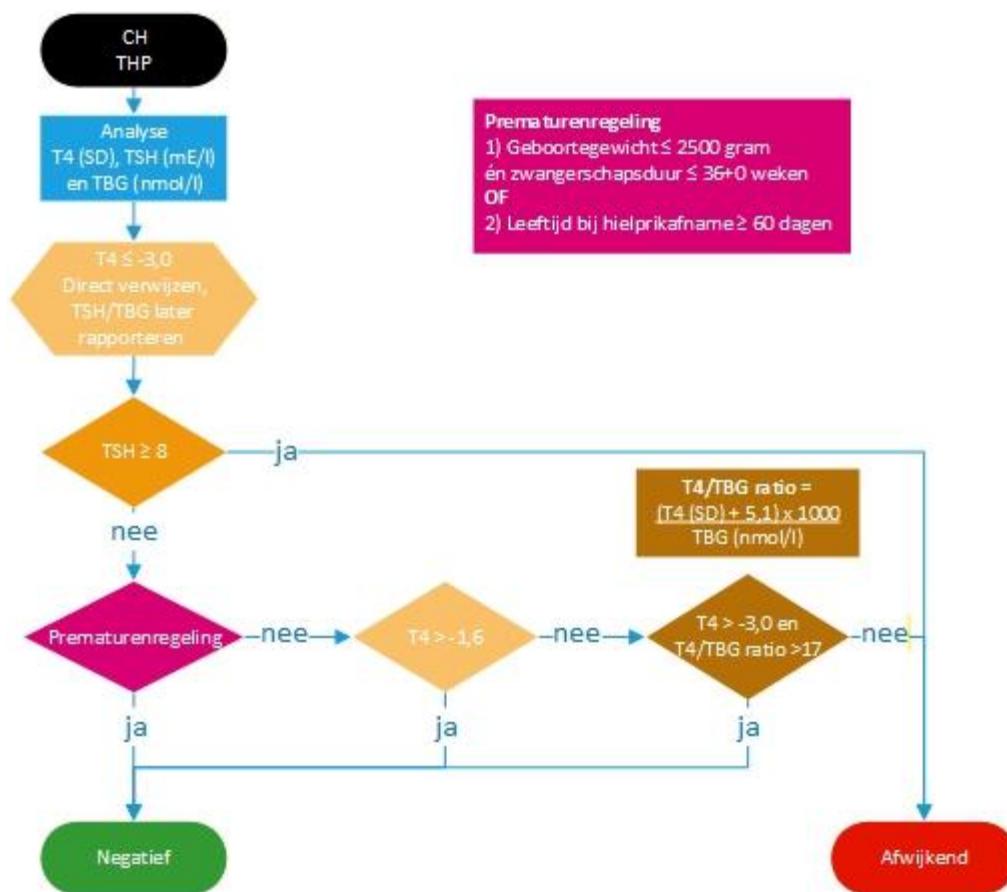 CH
THP
Analyse
T4 (SD), TSH (mE/l)
en TBG (nmol/l)
Prematurenregeling
1) Geboortegewicht ≤ 2500 gram
én zwangerschapsduur ≤ 36+0 weken
OF
2) Leeftijd bij hielprikafname ≥ 60 dagen
T4 ≤ -3,0
Direct verwijzen,
TSH/TBG later
rapporteren
TSH ≥ 8
ja
nee
T4/TBG ratio =
(T4 (SD) + 5,1) x 1000
TBG (nmol/l)
Prematurenregeling
nee
T4 > -1,6
nee
T4 > -3,0 en
T4/TBG ratio >17
nee
ja
ja
ja
Negatief
Afwijkend